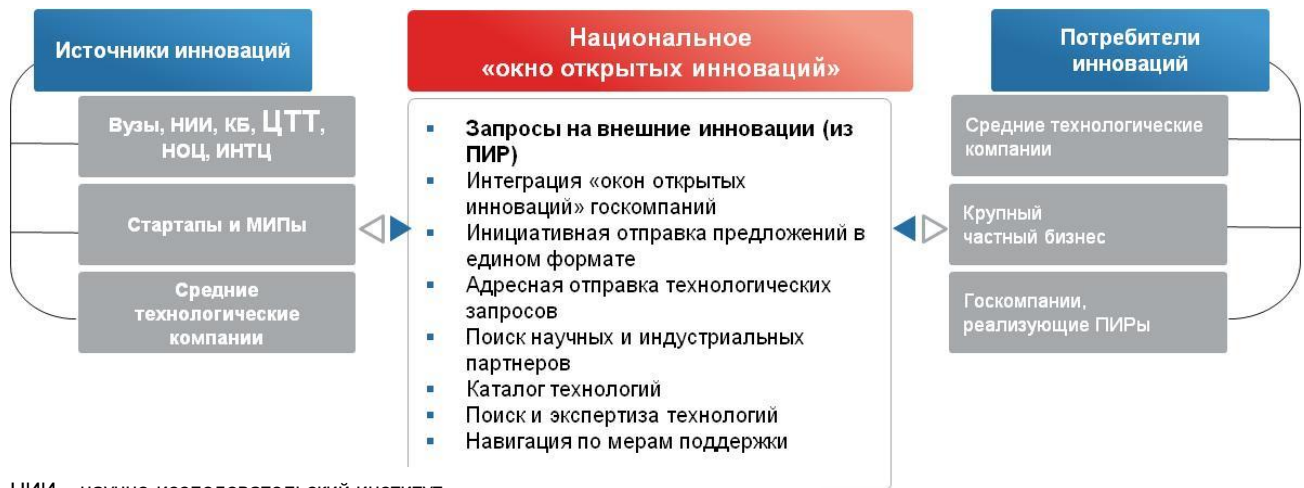 Источники инноваций
Вузы, НИИ, КБ, ЦТТ,
НОЦ, ИНТЦ
Стартапы и МИПы
Средние
технологические
компании
Национальное
«окно открытых инноваций»
Запросы на внешние инновации (из
ПИР)
Интеграция «окон открытых
инноваций» госкомпаний
Инициативная отправка предложений в
едином формате
Адресная отправка технологических
запросов
Поиск научных и индустриальных
партнеров
Каталог технологий
Поиск и экспертиза технологий
Навигация по мерам поддержки
Потребители
инноваций
Средние технологические
компании
Крупный
частный бизнес
Госкомпании,
реализующие ПИРы